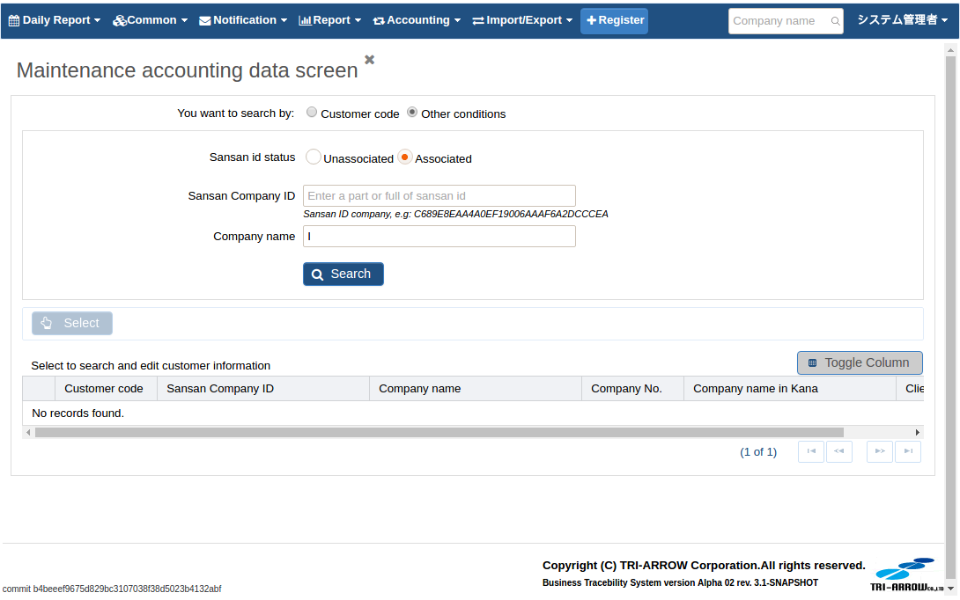 Daily Report Common Notification Report Accounting Import/Export Register Company name システム管理者
Maintenance accounting data screen
You want to search by: Customer code Other conditions
Sansan id status Unassociated Associated
Sansan Company ID Enter a part or full of sansan id
Sansan ID company, e.g: C689E8EAA4A0EF19006AAAF6A2DCCCEA
Company name I
Search
Select
Toggle Column
Select to search and edit customer information
Customer code Sansan Company ID Company name Company No. Company name in Kana Clie
No records found.
(1 of 1)
Copyright (C) TRI-ARROW Corporation.All rights reserved.
Business Tracebility System version Alpha 02 rev. 3.1-SNAPSHOT
TRI-ARROW Co.,Ltd
commit b4beeef9675d829bc3107038f38d5023b4132abf